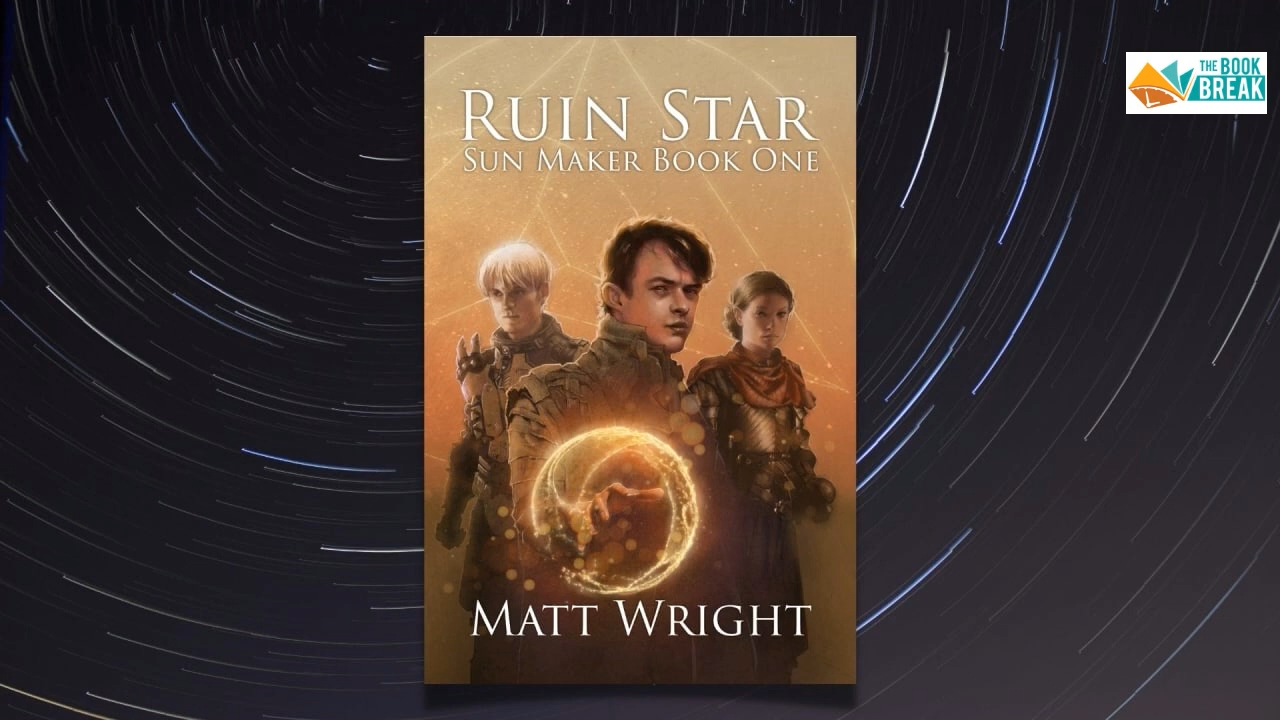 RUIN STAR
SUN MAKER BOOK ONE
MATT WRIGHT
THE BOOK
BREAK